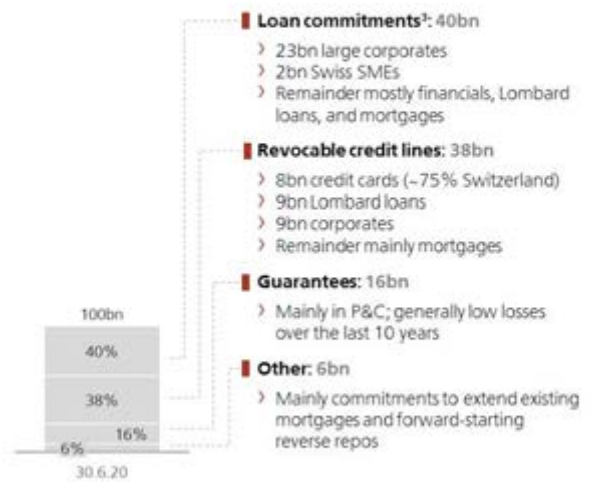 Loan commitments³: 40bn
› 23bn large corporates
› 2bn Swiss SMEs
› Remainder mostly financials, Lombard
loans, and mortgages
Revocable credit lines: 38bn
› 8bn credit cards (~75% Switzerland)
› 9bn Lombard loans
› 9bn corporates
› Remainder mainly mortgages
Guarantees: 16bn
› Mainly in P&C; generally low losses
over the last 10 years
Other: 6bn
› Mainly commitments to extend existing
mortgages and forward-starting
reverse repos
100bn
40%
38%
16%
6%
30.6.20